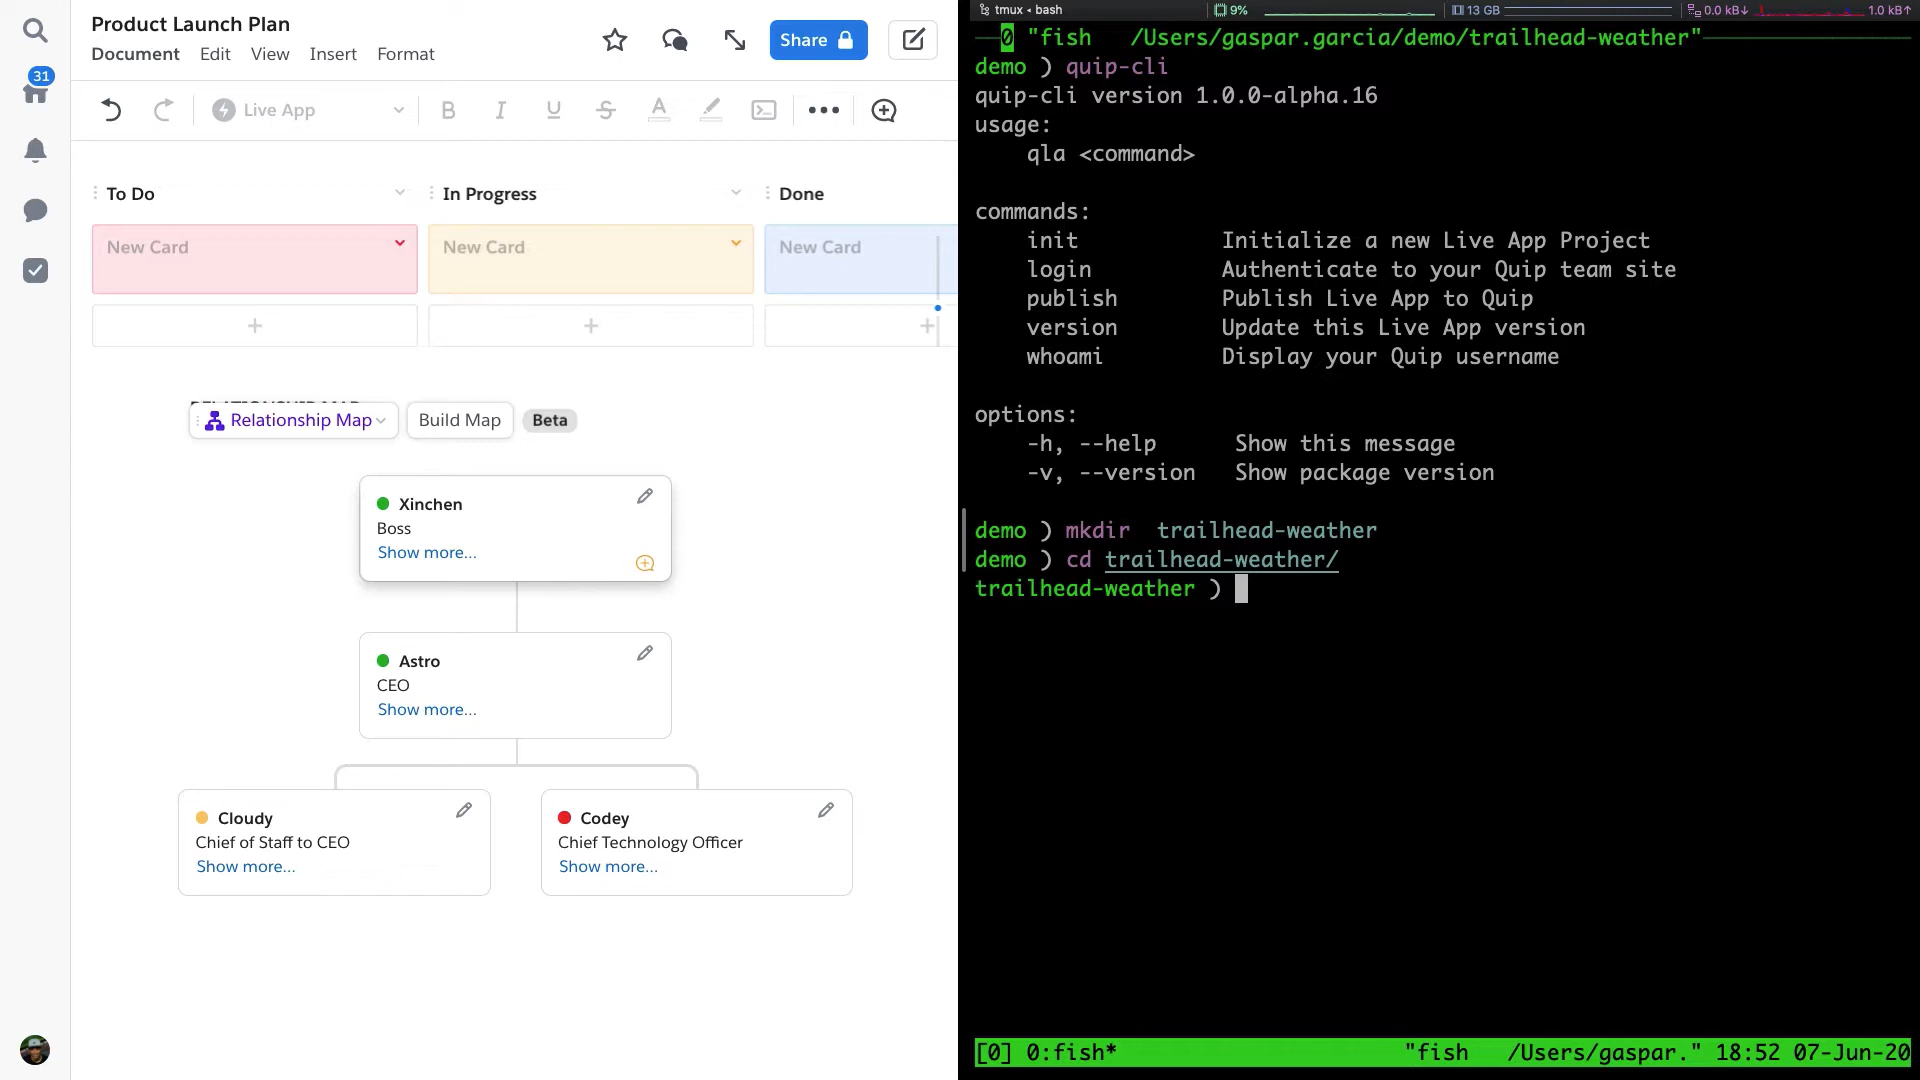 Product Launch Plan
Document Edit View Insert Format
Share
31
Live App
B I U S A
To Do
In Progress
Done
New Card
New Card
New Card
Relationship Map
Build Map
Beta
Xinchen
Boss
Show more...
Astro
CEO
Show more...
Cloudy
Chief of Staff to CEO
Show more...
Codey
Chief Technology Officer
Show more...
tmux ◂ bash
9%
13 GB
0.0 kB↓
1.0 kB↑
0 "fish /Users/gaspar.garcia/demo/trailhead-weather"
demo ) quip-cli
quip-cli version 1.0.0-alpha.16
usage:
qla <command>
commands:
init Initialize a new Live App Project
login Authenticate to your Quip team site
publish Publish Live App to Quip
version Update this Live App version
whoami Display your Quip username
options:
-h, --help Show this message
-v, --version Show package version
demo ) mkdir trailhead-weather
demo ) cd trailhead-weather/
trailhead-weather )
[0] 0:fish* "fish /Users/gaspar." 18:52 07-Jun-20